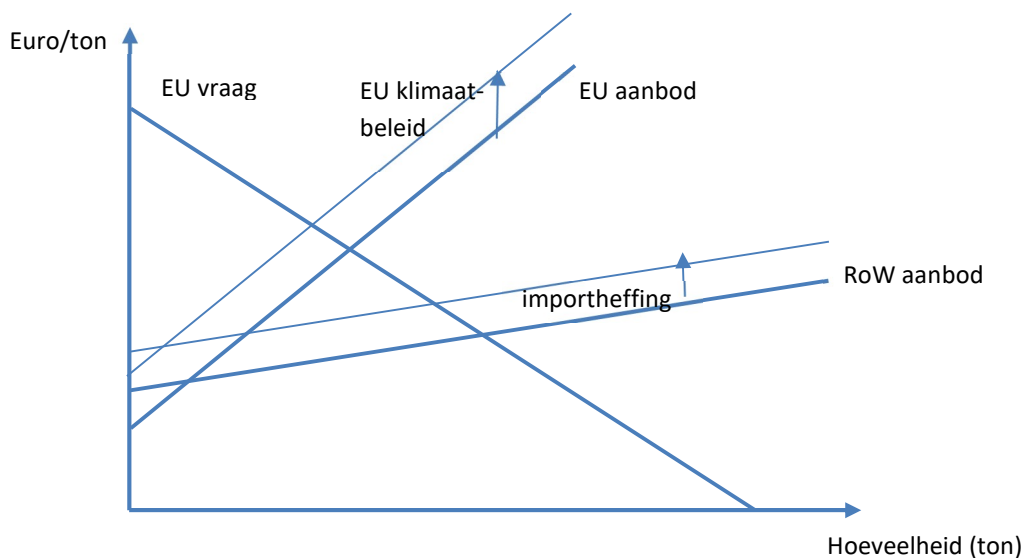 Euro/ton
EU vraag
EU klimaat-
beleid
EU aanbod
importheffing
RoW aanbod
Hoeveelheid (ton)